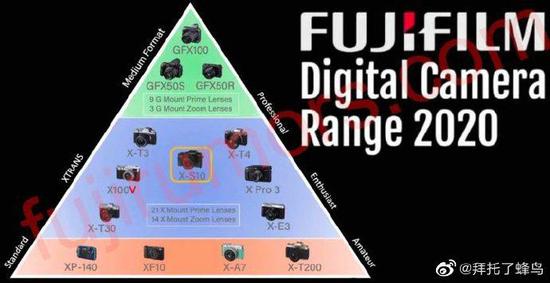 FUJIFILM
Digital Camera
Range 2020
Medium Format
GFX100
GFX50S GFX50R
9 G Mount Prime Lenses
3 G Mount Zoom Lenses
Professional
XTRANS
X-T3 X-T4
X-S10
X100V X Pro 3
Enthusiast
21 X Mount Prime Lenses
14 X Mount Zoom Lenses
X-T30 X-E3
Standard
Amateur
XP-140 XF10 X-A7 X-T200
fujirumors.com
@拜托了蜂鸟